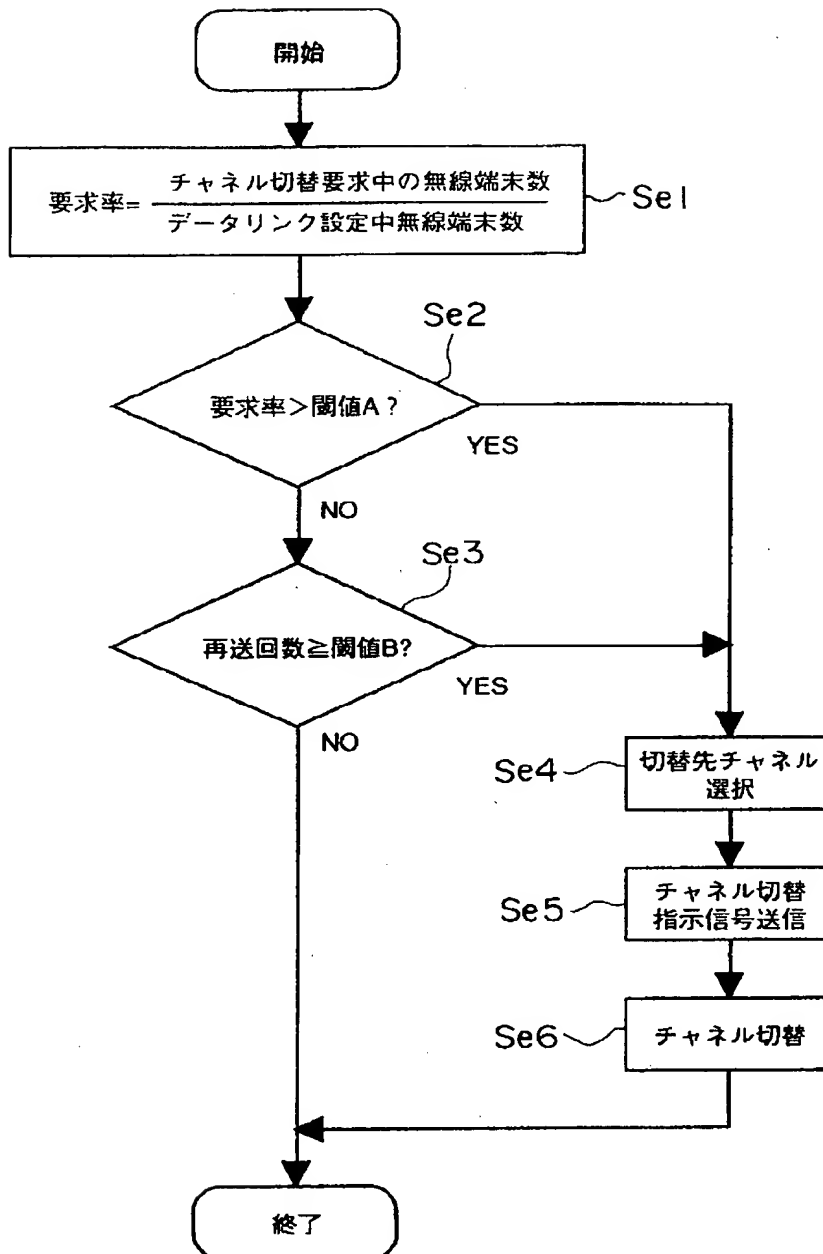 開始
要求率=
チャネル切替要求中の無線端末数
データリンク設定中無線端末数
Se1
Se2
要求率>閾値A?
YES
NO
Se3
再送回数≧閾値B?
YES
NO
Se4
切替先チャネル
選択
Se5
チャネル切替
指示信号送信
Se6
チャネル切替
終了